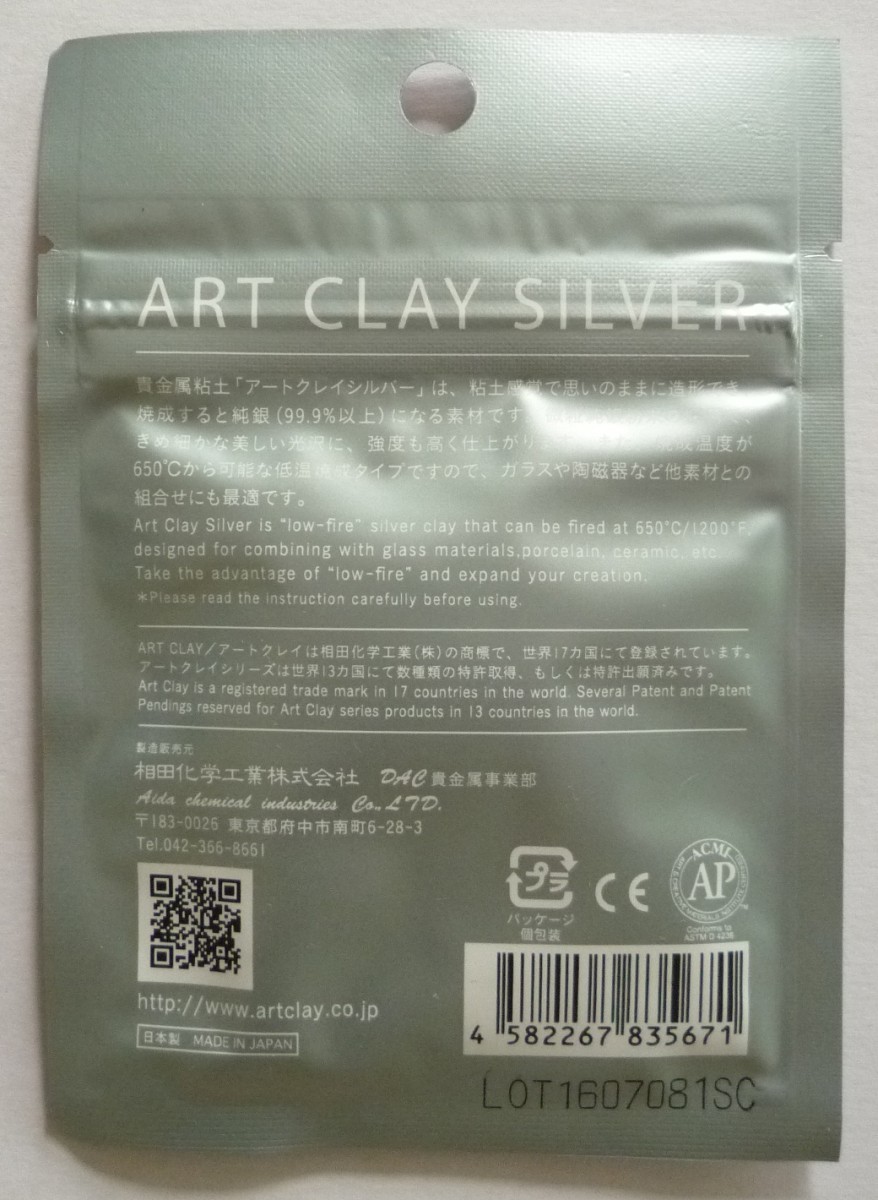 ART CLAY SILVER
貴金属粘土「アートクレイシルバー」は、粘土感覚で思いのままに造形でき、
焼成すると純銀(99.9%以上)になる素材です
きめ細かな美しい光沢に、強度も高く仕上がります 焼成温度が
650℃から可能な低温焼成タイプですので、ガラスや陶磁器など他素材との
組合せにも最適です。
Art Clay Silver is "low-fire" silver clay that can be fired at 650°C/1200°F,
designed for combining with glass materials,porcelain, ceramic, etc.
Take the advantage of "low-fire" and expand your creation.
*Please read the instruction carefully before using.
ART CLAY/アートクレイは相田化学工業(株)の商標で、世界17カ国にて登録されています。
アートクレイシリーズは世界13カ国にて数種類の特許取得、もしくは特許出願済みです。
Art Clay is a registered trade mark in 17 countries in the world. Several Patent and Patent
Pendings reserved for Art Clay series products in 13 countries in the world.
製造販売元
相田化学工業株式会社 DAC貴金属事業部
Aida chemical industries Co., LTD.
〒183-0026 東京都府中市南町6-28-3
Tel.042-366-8661
http://www.artclay.co.jp
日本製 MADE IN JAPAN
プラ
パッケージ
個包装
CE
ACMI
AP
Conforms to
ASTM D 4236
4 582267 835671
LOT1607081SC